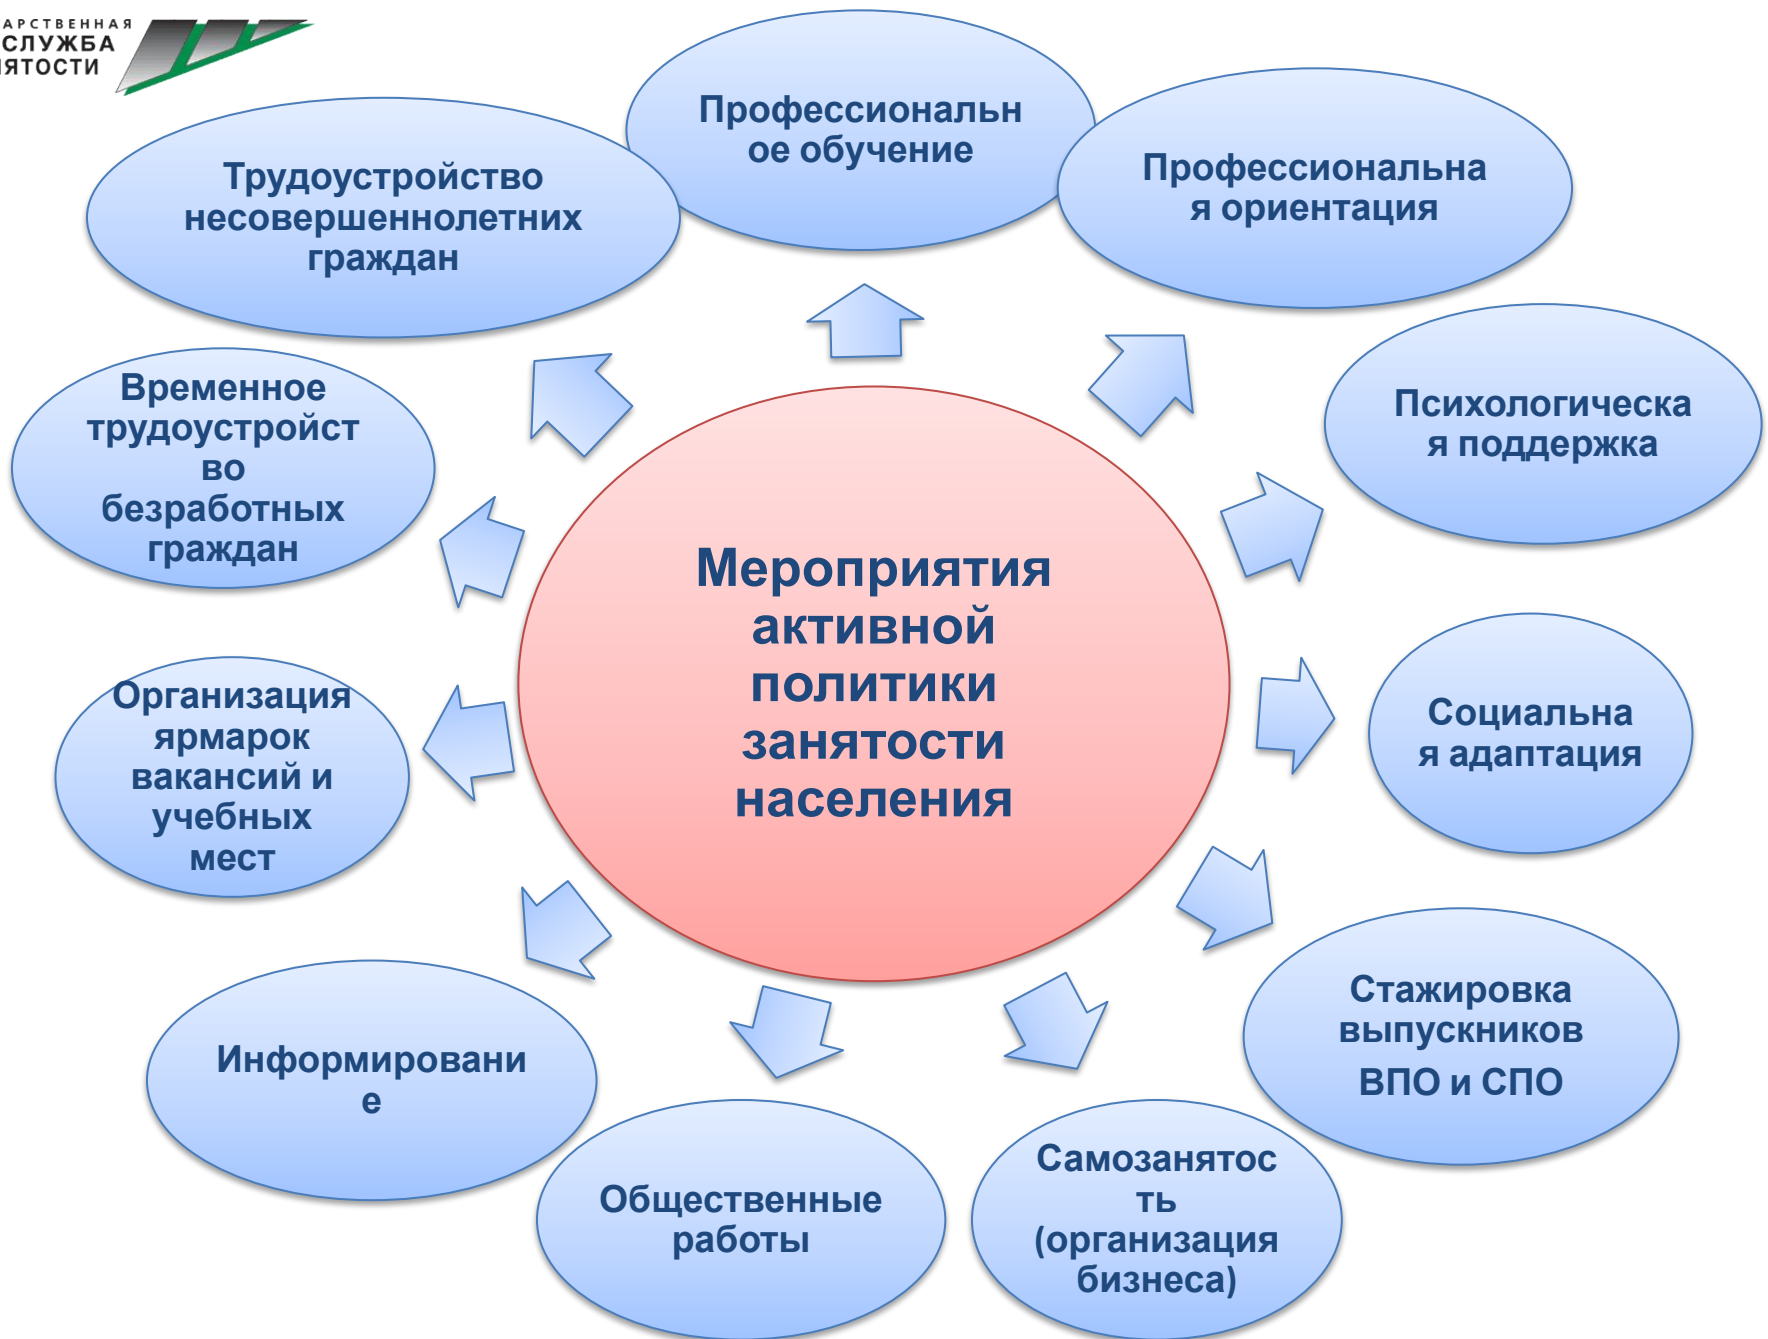 АРСТВЕННАЯ
СЛУЖБА
ЯТОСТИ
Профессиональн
ое обучение
Профессиональна
я ориентация
Трудоустройство
несовершеннолетних
граждан
Психологическа
я поддержка
Временное
трудоустройст
во
безработных
граждан
Мероприятия
активной
политики
занятости
населения
Организация
ярмарок
вакансий и
учебных
мест
Социальна
я адаптация
Стажировка
выпускников
ВПО и СПО
Информировани
е
Общественные
работы
Самозанятос
ть
(организация
бизнеса)